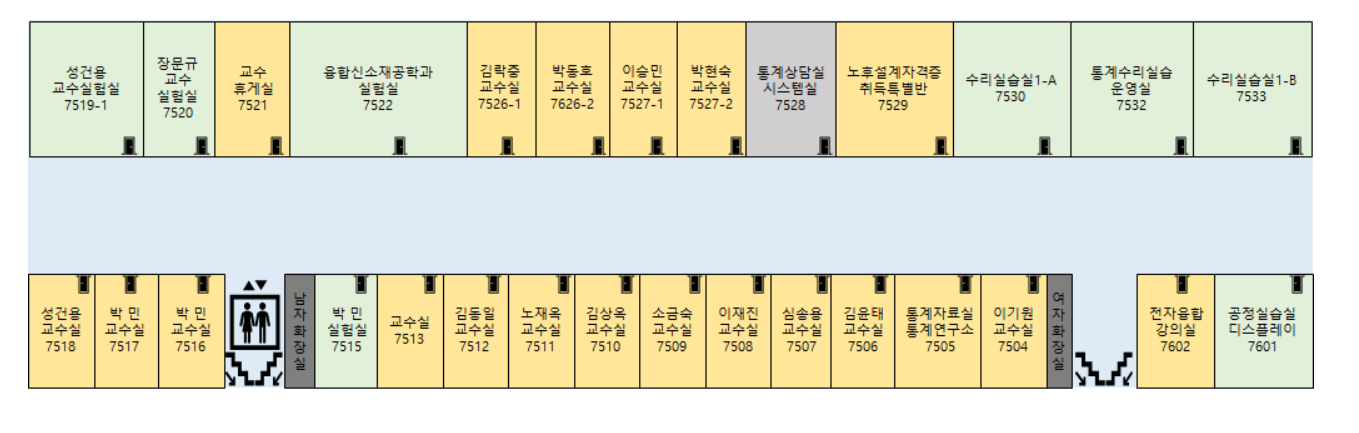 성건용
교수실험실
7519-1
장문규
교수
실험실
7520
교수
휴게실
7521
융합신소재공학과
실험실
7522
김락중
교수실
7526-1
박동호
교수실
7626-2
이승민
교수실
7527-1
박현숙
교수실
7527-2
통계상담실
시스템실
7528
노후설계자격증
취득특별반
7529
수리실습실1-A
7530
통계수리실습
운영실
7532
수리실습실1-B
7533
성건용
교수실
7518
박 민
교수실
7517
박 민
교수실
7516
남자화장실
박 민
실험실
7515
교수실
7513
김동일
교수실
7512
노재옥
교수실
7511
김상옥
교수실
7510
소금숙
교수실
7509
이재진
교수실
7508
심송용
교수실
7507
김윤태
교수실
7506
통계자료실
통계연구소
7505
이기원
교수실
7504
여자화장실
전자융합
강의실
7602
공정실습실
디스플레이
7601